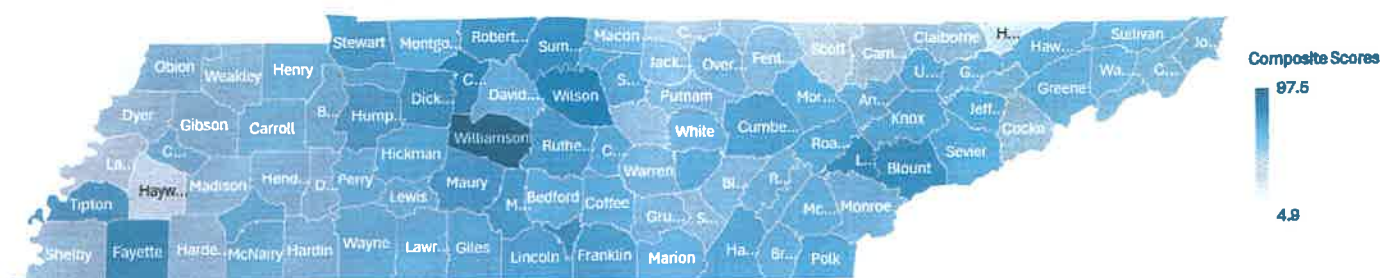 Stewart
Montgo...
Robert...
Sum...
Macon
C...
Jack...
Over...
Fent...
Scott
Cam...
Claiborne
H...
Haw...
Sullivan
Jo...
Obion
Weakley
Henry
C...
David...
Wilson
S...
Putnam
Mor...
An...
U...
G...
Greene
Wa...
C...
Composite Scores
97.5
Dyer
Gibson
Carroll
B...
Hump...
Dick...
Williamson
Ruthe...
C...
White
Cumbe...
Roa...
Knox
Jeff...
Cocke
La...
C...
Hickman
Warren
L...
Blount
Sevier
Hayw...
Madison
Hend...
D...
Perry
Lewis
Maury
M...
Bedford
Coffee
Bl...
R...
Mc...
Monroe
Tipton
Gru...
S...
Shelby
Fayette
Harde...
McNairy
Hardin
Wayne
Lawr...
Giles
Lincoln
Franklin
Marion
Ha...
Br...
Polk
4.9